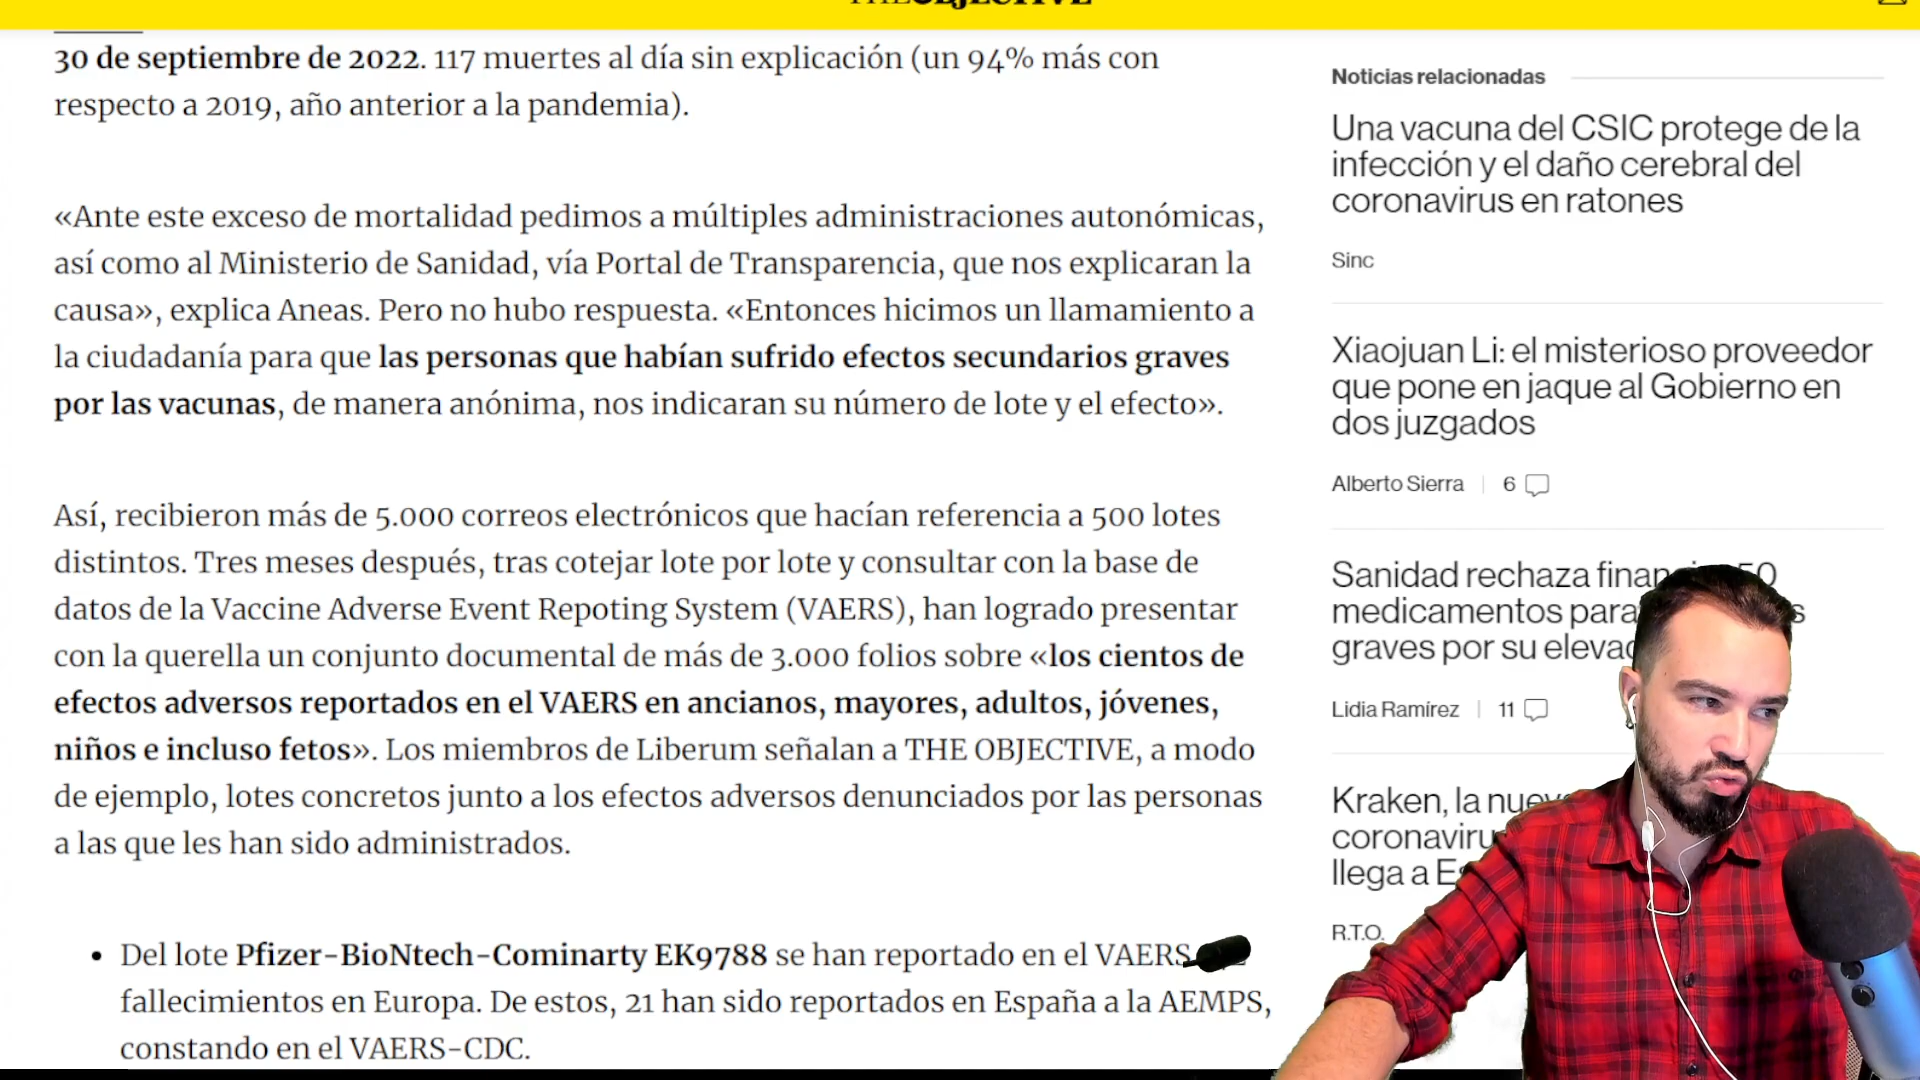 30 de septiembre de 2022. 117 muertes al día sin explicación (un 94% más con
respecto a 2019, año anterior a la pandemia).
«Ante este exceso de mortalidad pedimos a múltiples administraciones autonómicas,
así como al Ministerio de Sanidad, vía Portal de Transparencia, que nos explicaran la
causa», explica Aneas. Pero no hubo respuesta. «Entonces hicimos un llamamiento a
la ciudadanía para que las personas que habían sufrido efectos secundarios graves
por las vacunas, de manera anónima, nos indicaran su número de lote y el efecto».
Así, recibieron más de 5.000 correos electrónicos que hacían referencia a 500 lotes
distintos. Tres meses después, tras cotejar lote por lote y consultar con la base de
datos de la Vaccine Adverse Event Repoting System (VAERS), han logrado presentar
con la querella un conjunto documental de más de 3.000 folios sobre «los cientos de
efectos adversos reportados en el VAERS en ancianos, mayores, adultos, jóvenes,
niños e incluso fetos». Los miembros de Liberum señalan a THE OBJECTIVE, a modo
de ejemplo, lotes concretos junto a los efectos adversos denunciados por las personas
a las que les han sido administrados.
• Del lote Pfizer-BioNtech-Cominarty EK9788 se han reportado en el VAERS
fallecimientos en Europa. De estos, 21 han sido reportados en España a la AEMPS,
constando en el VAERS-CDC.
Noticias relacionadas
Una vacuna del CSIC protege de la
infección y el daño cerebral del
coronavirus en ratones
Sinc
Xiaojuan Li: el misterioso proveedor
que pone en jaque al Gobierno en
dos juzgados
Alberto Sierra | 6
Sanidad rechaza 50
medicamentos para
graves por su
Lidia Ramírez | 11
Kraken, la
llega a
R.T.O.